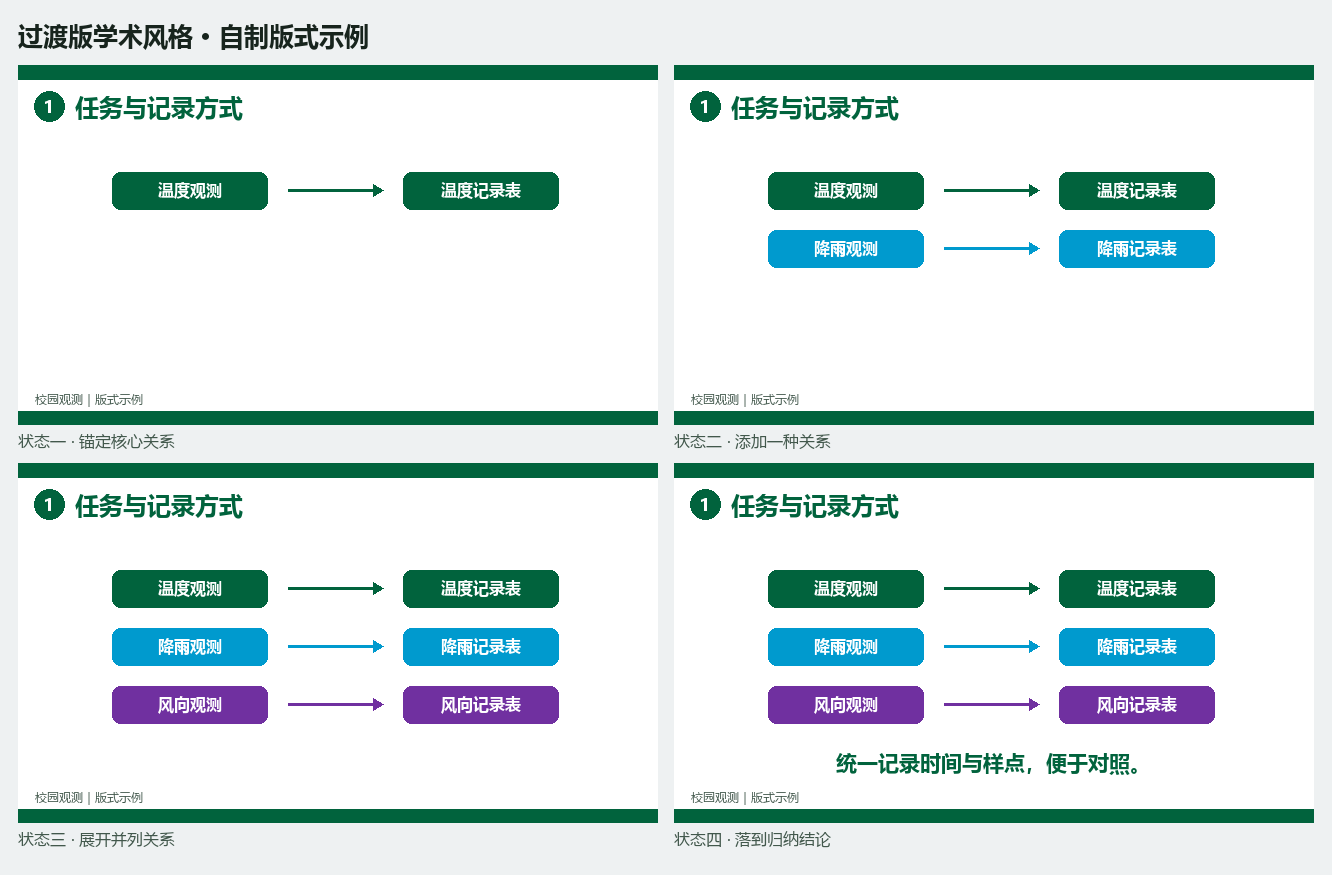 过渡版学术风格·自制版式示例
1 任务与记录方式
温度观测 温度记录表
校园观测 | 版式示例
状态一 · 锚定核心关系
1 任务与记录方式
温度观测 温度记录表
降雨观测 降雨记录表
校园观测 | 版式示例
状态二 · 添加一种关系
1 任务与记录方式
温度观测 温度记录表
降雨观测 降雨记录表
风向观测 风向记录表
校园观测 | 版式示例
状态三 · 展开并列关系
1 任务与记录方式
温度观测 温度记录表
降雨观测 降雨记录表
风向观测 风向记录表
统一记录时间与样点，便于对照。
校园观测 | 版式示例
状态四 · 落到归纳结论